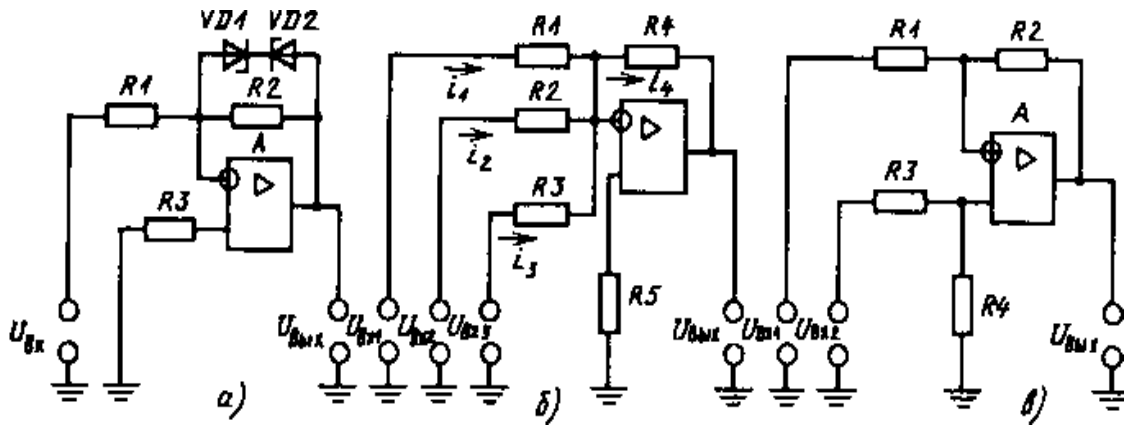 VD1 VD2
R1
R2
A
R3
Uвх
Uвых
а)
R1
R4
i1
i4
R2
i2
R3
i3
R5
Uвх1
Uвх2
Uвх3
Uвых
б)
R1
R2
A
R3
R4
Uвх1
Uвх2
Uвых
в)